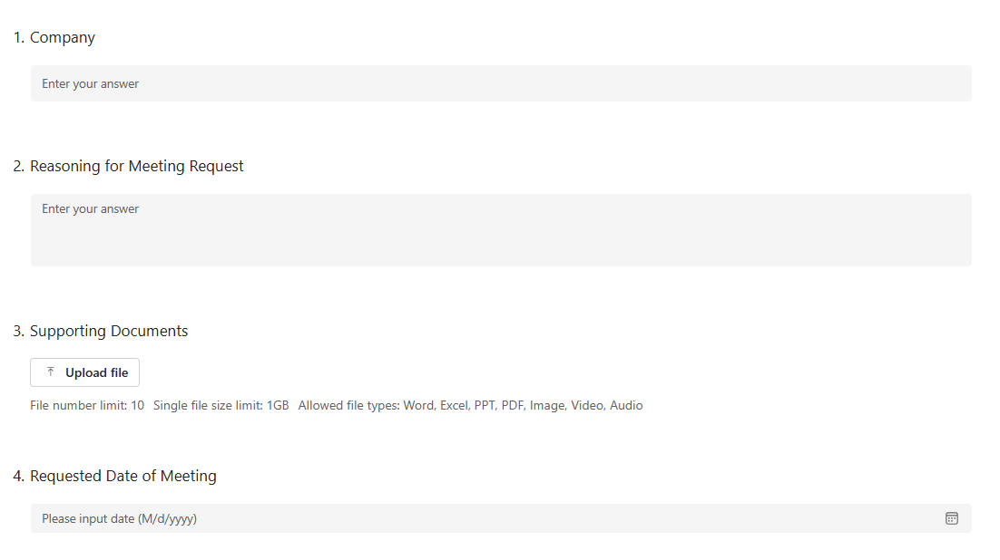 1. Company
Enter your answer
2. Reasoning for Meeting Request
Enter your answer
3. Supporting Documents
Upload file
File number limit: 10 Single file size limit: 1GB Allowed file types: Word, Excel, PPT, PDF, Image, Video, Audio
4. Requested Date of Meeting
Please input date (M/d/yyyy)